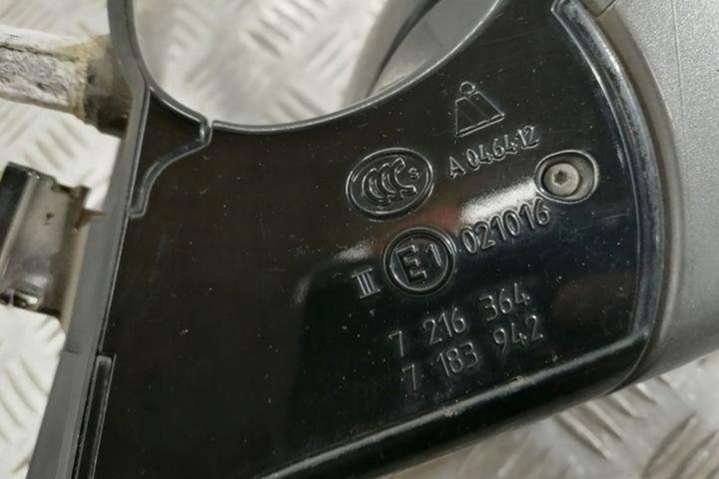 A 046412
CCC S
III E1 021016
7 216 364
7 183 942